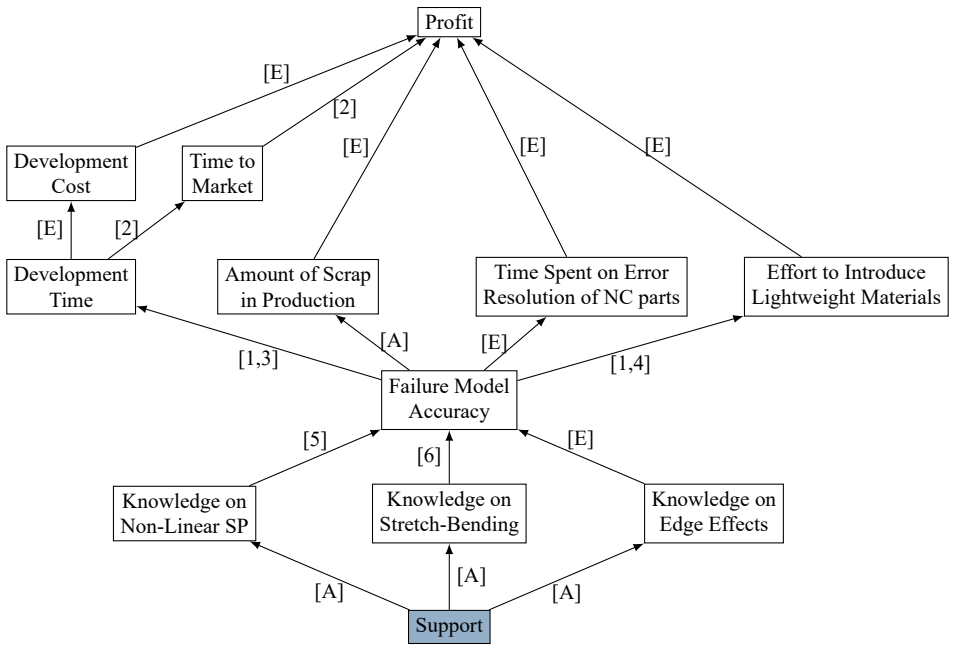 Profit
[E]
[2]
[E]
[E]
[E]
Development
Cost
Time to
Market
[E]
[2]
Development
Time
Amount of Scrap
in Production
Time Spent on Error
Resolution of NC parts
Effort to Introduce
Lightweight Materials
[1,3]
[A]
[E]
[1,4]
Failure Model
Accuracy
[5]
[6]
[E]
Knowledge on
Non-Linear SP
Knowledge on
Stretch-Bending
Knowledge on
Edge Effects
[A]
[A]
[A]
Support